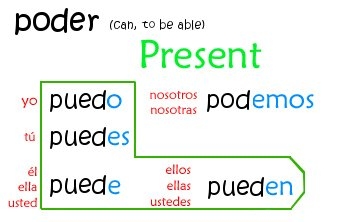 poder (can, to be able)
Present
yo puedo
nosotros
nosotras podemos
tú puedes
él
ella
usted puede
ellos
ellas
ustedes pueden